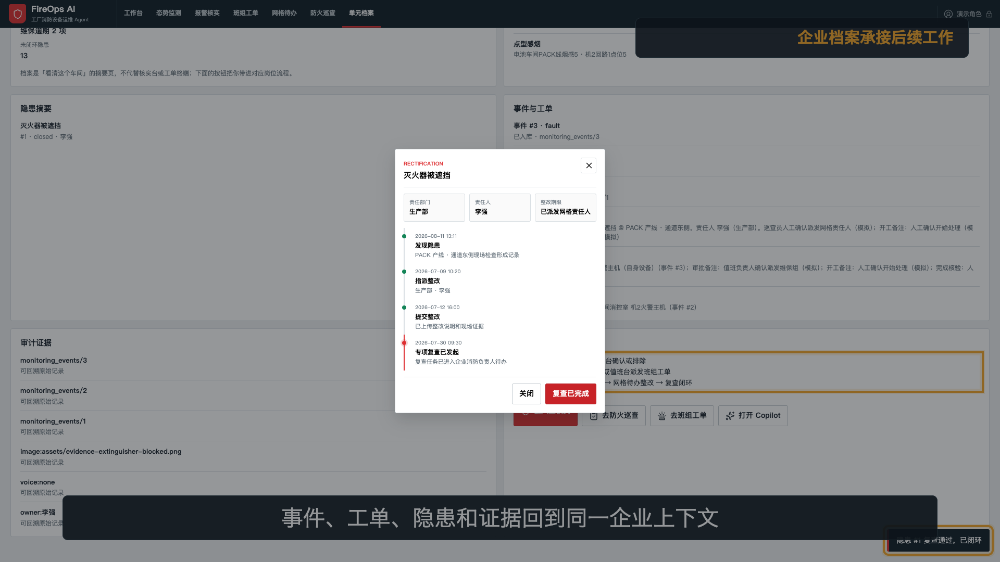 FireOps AI
工厂消防设备运维 Agent
工作台
态势监测
报警核实
班组工单
网格待办
防火巡查
单元档案
演示角色
企业档案承接后续工作
维保逾期 2 项
未闭环隐患
13
档案是「看清这个车间」的摘要页，不代替核实台或工单终端；下面的按钮把你带进对应岗位流程。
点型感烟
电池车间PACK线烟感5 · 机2回路1点位5
隐患摘要
灭火器被遮挡
#1 · closed · 李强
事件与工单
事件 #3 · fault
已入库 · monitoring_events/3
/1
遮挡 @ PACK 产线 · 通道东侧。责任人 李强（生产部）。巡查员人工确认派发网格责任人（模拟）；开工备注：人工确认开始处理（模
模拟）
主机（自身设备）(事件 #3)；审批备注：值班负责人确认派发维保组（模拟）；开工备注：人工确认开始处理（模拟）；完成核验：人
间消控室 机2火警主机（事件 #2）
RECTIFICATION
灭火器被遮挡
责任部门
生产部
责任人
李强
整改期限
已派发网格责任人
2026-08-11 13:11
发现隐患
PACK 产线 · 通道东侧现场检查形成记录
2026-07-09 10:20
指派整改
生产部 · 李强
2026-07-12 16:00
提交整改
已上传整改说明和现场证据
2026-07-30 09:30
专项复查已发起
复查任务已进入企业消防负责人待办
关闭
复查已完成
审计证据
monitoring_events/3
可回溯原始记录
monitoring_events/2
可回溯原始记录
monitoring_events/1
可回溯原始记录
image:assets/evidence-extinguisher-blocked.png
可回溯原始记录
voice:none
可回溯原始记录
owner:李强
可回溯原始记录
台确认或排除
或值班台派发班组工单
→ 网格待办整改 → 复查闭环
去防火巡查
去班组工单
打开 Copilot
事件、工单、隐患和证据回到同一企业上下文
隐患 #1 复查通过，已闭环